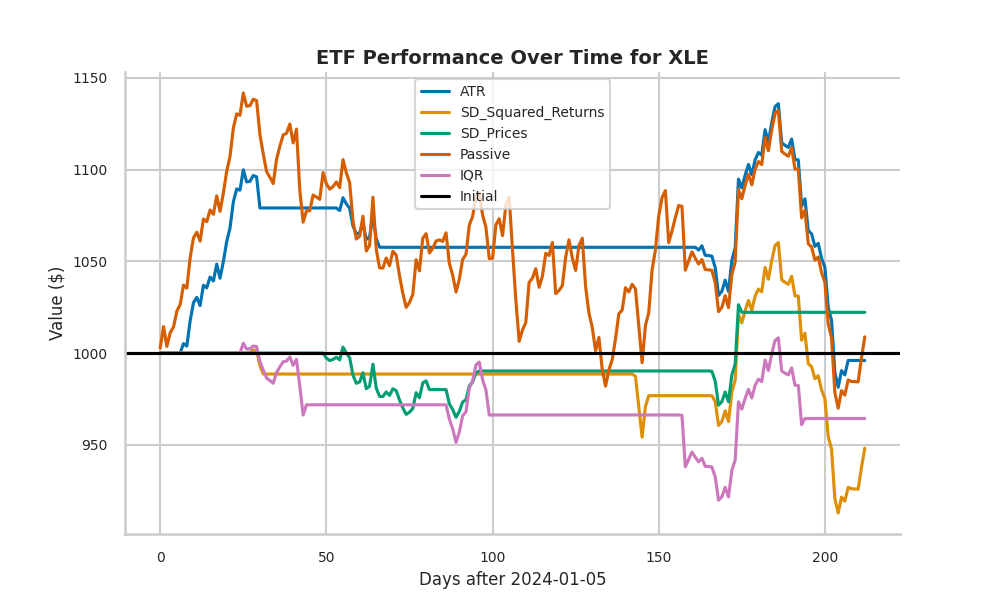 ETF Performance Over Time for XLE
Value ($)
1150
1100
1050
1000
950
ATR
SD_Squared_Returns
SD_Prices
Passive
IQR
Initial
0
50
100
150
200
Days after 2024-01-05